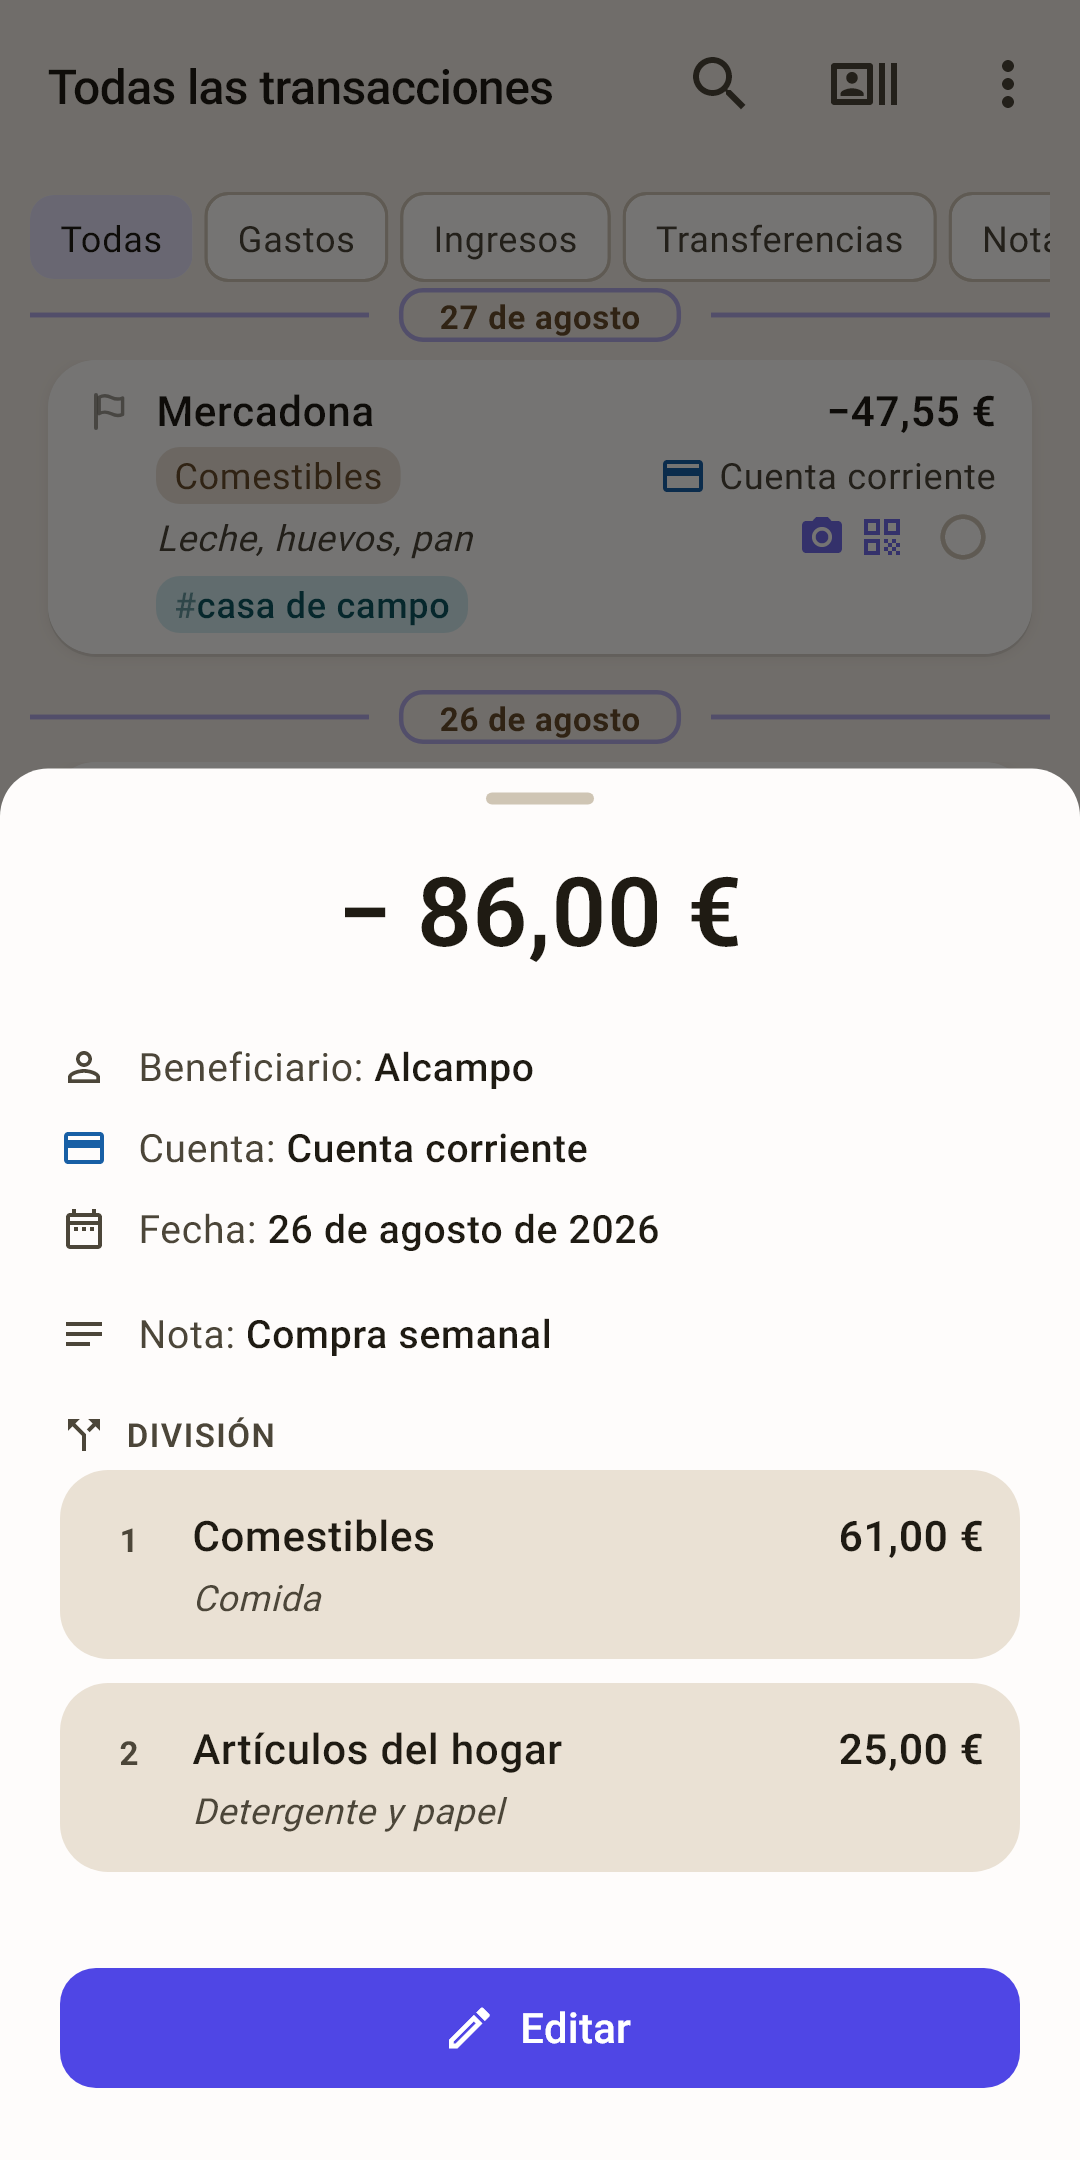 Todas las transacciones
Todas Gastos Ingresos Transferencias Nota
27 de agosto
Mercadona −47,55 €
Comestibles Cuenta corriente
Leche, huevos, pan
#casa de campo
26 de agosto
− 86,00 €
Beneficiario: Alcampo
Cuenta: Cuenta corriente
Fecha: 26 de agosto de 2026
Nota: Compra semanal
DIVISIÓN
1 Comestibles 61,00 €
Comida
2 Artículos del hogar 25,00 €
Detergente y papel
Editar